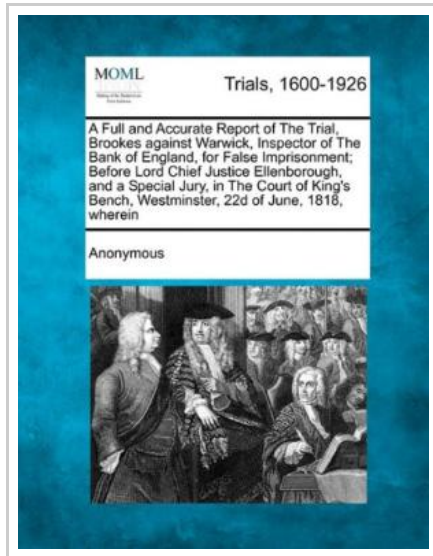 MOML
Trials, 1600-1926
A Full and Accurate Report of The Trial,
Brookes against Warwick, Inspector of The
Bank of England, for False Imprisonment;
Before Lord Chief Justice Ellenborough,
and a Special Jury, in The Court of King's
Bench, Westminster, 22d of June, 1818,
wherein
Anonymous